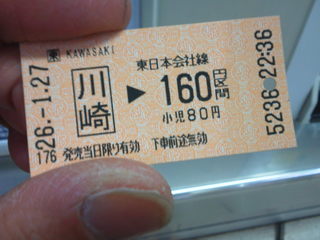 東 KAWASAKI
東日本会社線
川崎 ▶ 160円区間
小児80円
26.-1.27
176 発売当日限り有効 下車前途無効
5236 22:36